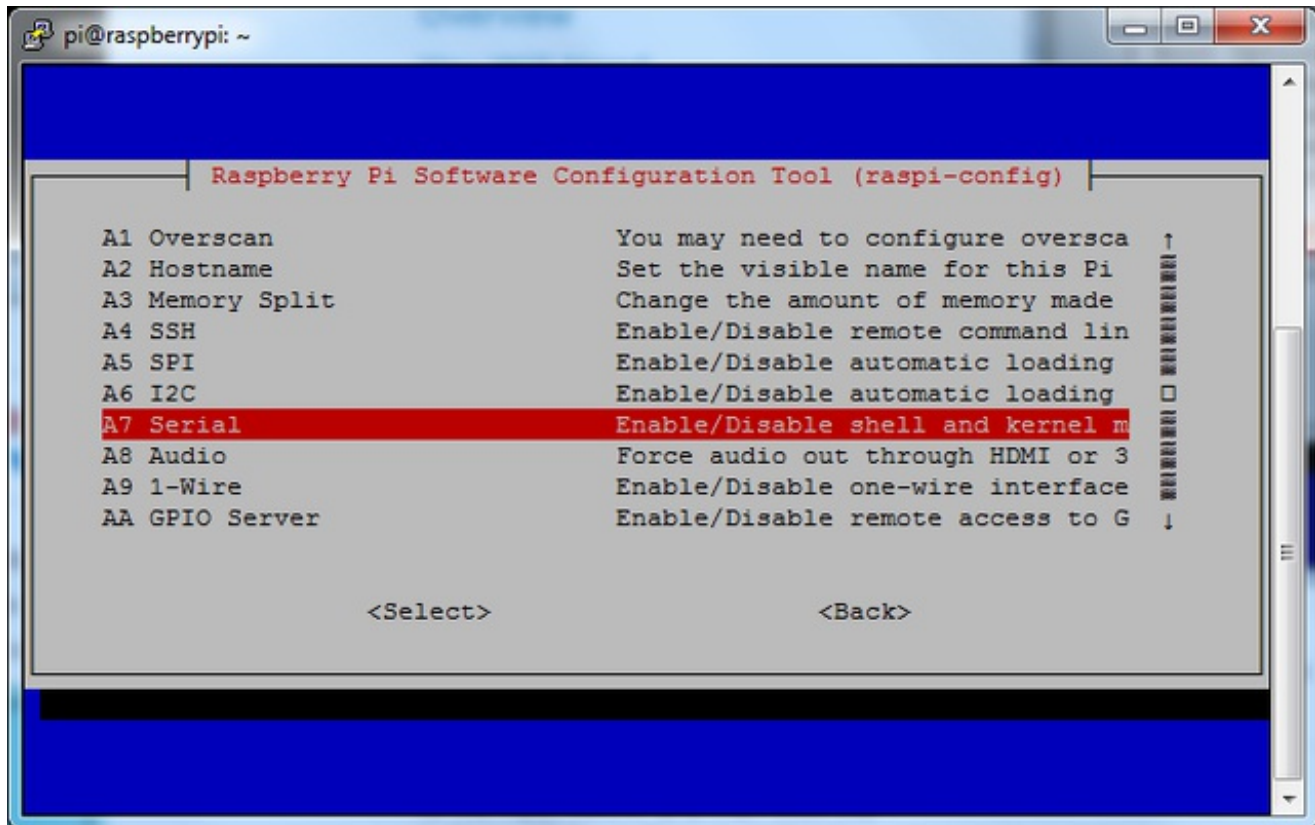 pi@raspberrypi: ~
Raspberry Pi Software Configuration Tool (raspi-config)
A1 Overscan You may need to configure oversca
A2 Hostname Set the visible name for this Pi
A3 Memory Split Change the amount of memory made
A4 SSH Enable/Disable remote command lin
A5 SPI Enable/Disable automatic loading
A6 I2C Enable/Disable automatic loading
A7 Serial Enable/Disable shell and kernel m
A8 Audio Force audio out through HDMI or 3
A9 1-Wire Enable/Disable one-wire interface
AA GPIO Server Enable/Disable remote access to G
<Select> <Back>